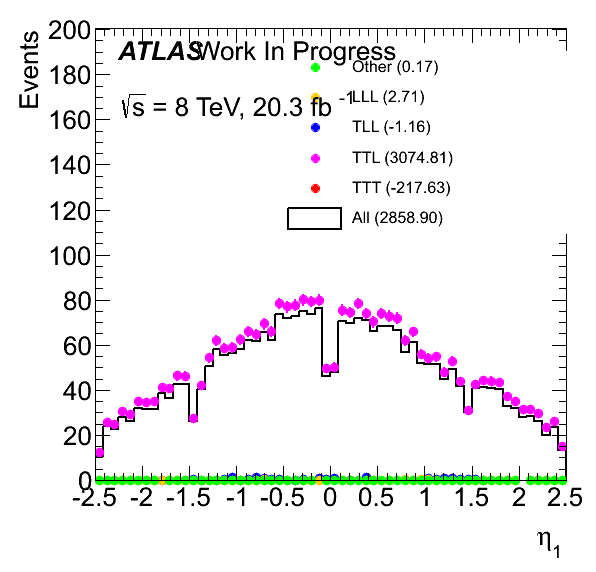 200
180
160
140
120
100
80
60
40
20
0
Events
ATLAS Work In Progress
√s = 8 TeV, 20.3 fb -1
Other (0.17)
LLL (2.71)
TLL (-1.16)
TTL (3074.81)
TTT (-217.63)
All (2858.90)
-2.5 -2 -1.5 -1 -0.5 0 0.5 1 1.5 2 2.5
η1